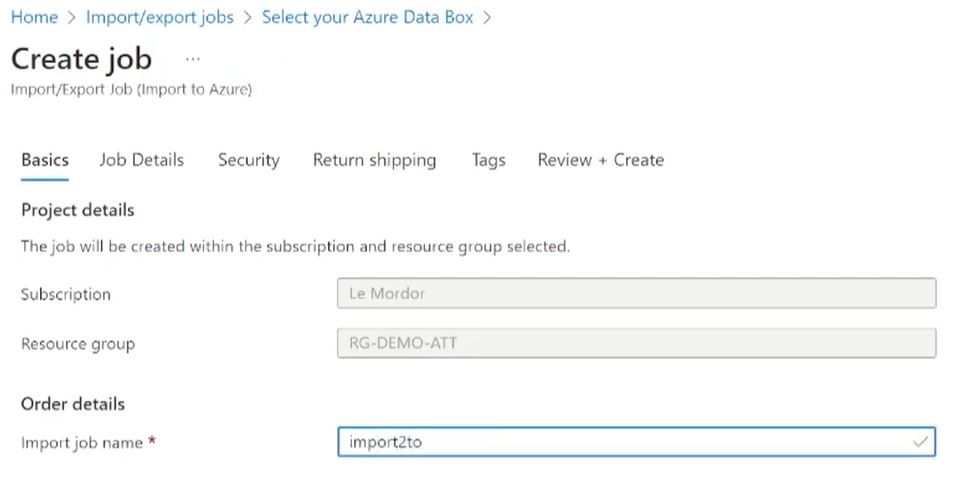 Home > Import/export jobs > Select your Azure Data Box >
Create job ...
Import/Export Job (Import to Azure)
Basics Job Details Security Return shipping Tags Review + Create
Project details
The job will be created within the subscription and resource group selected.
Subscription Le Mordor
Resource group RG-DEMO-ATT
Order details
Import job name * import2to